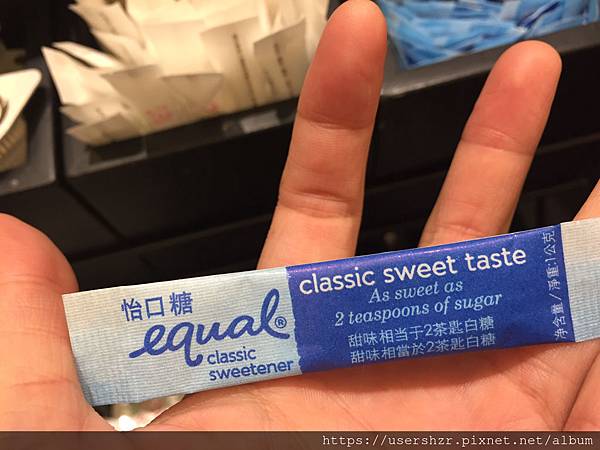 怡口糖
equal®
classic
sweetener
classic sweet taste
As sweet as
2 teaspoons of sugar
甜味相当于2茶匙白糖
甜味相當於2茶匙白糖
净含量 / 淨重:1公克
https://usershzr.pixnet.net/album